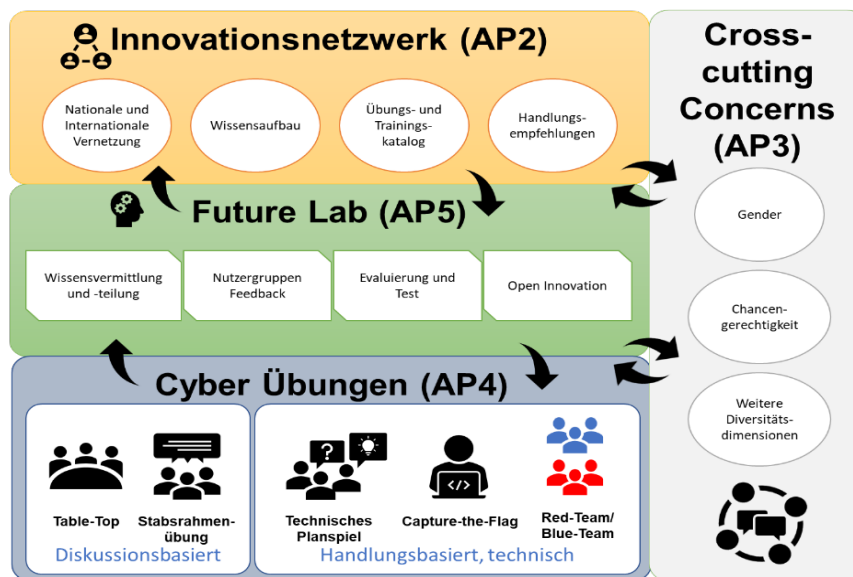 Innovationsnetzwerk (AP2)
Nationale und
Internationale
Vernetzung
Wissensaufbau
Übungs- und
Trainings-
katalog
Handlungs-
empfehlungen
Future Lab (AP5)
Wissensvermittlung
und -teilung
Nutzergruppen
Feedback
Evaluierung und
Test
Open Innovation
Cyber Übungen (AP4)
Table-Top
Stabsrahmen-
übung
Diskussionsbasiert
?
Technisches
Planspiel
</>
Capture-the-Flag
Red-Team/
Blue-Team
Handlungsbasiert, technisch
Cross-
cutting
Concerns
(AP3)
Gender
Chancen-
gerechtigkeit
Weitere
Diversitäts-
dimensionen